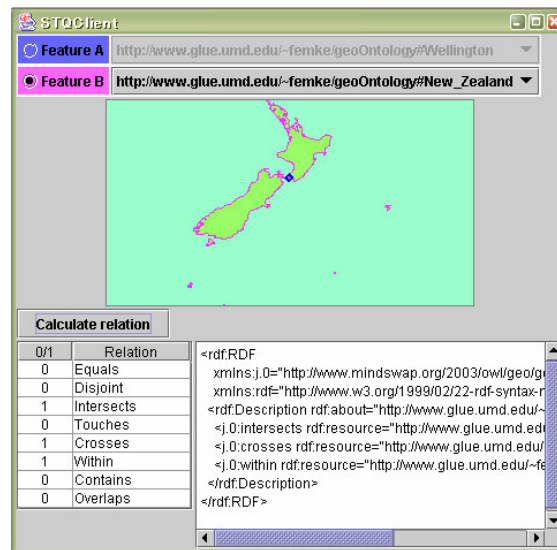 STQClient
Feature A http://www.glue.umd.edu/~femke/geoOntology#Wellington
Feature B http://www.glue.umd.edu/~femke/geoOntology#New_Zealand
Calculate relation
0/1 Relation
0 Equals
0 Disjoint
1 Intersects
0 Touches
1 Crosses
1 Within
0 Contains
0 Overlaps
<rdf:RDF
xmlns:j.0="http://www.mindswap.org/2003/owl/geo/g
xmlns:rdf="http://www.w3.org/1999/02/22-rdf-syntax-r
<rdf:Description rdf:about="http://www.glue.umd.edu/~
<j.0:intersects rdf:resource="http://www.glue.umd.ed
<j.0:crosses rdf:resource="http://www.glue.umd.edu/
<j.0:within rdf:resource="http://www.glue.umd.edu/~fe
</rdf:Description>
</rdf:RDF>